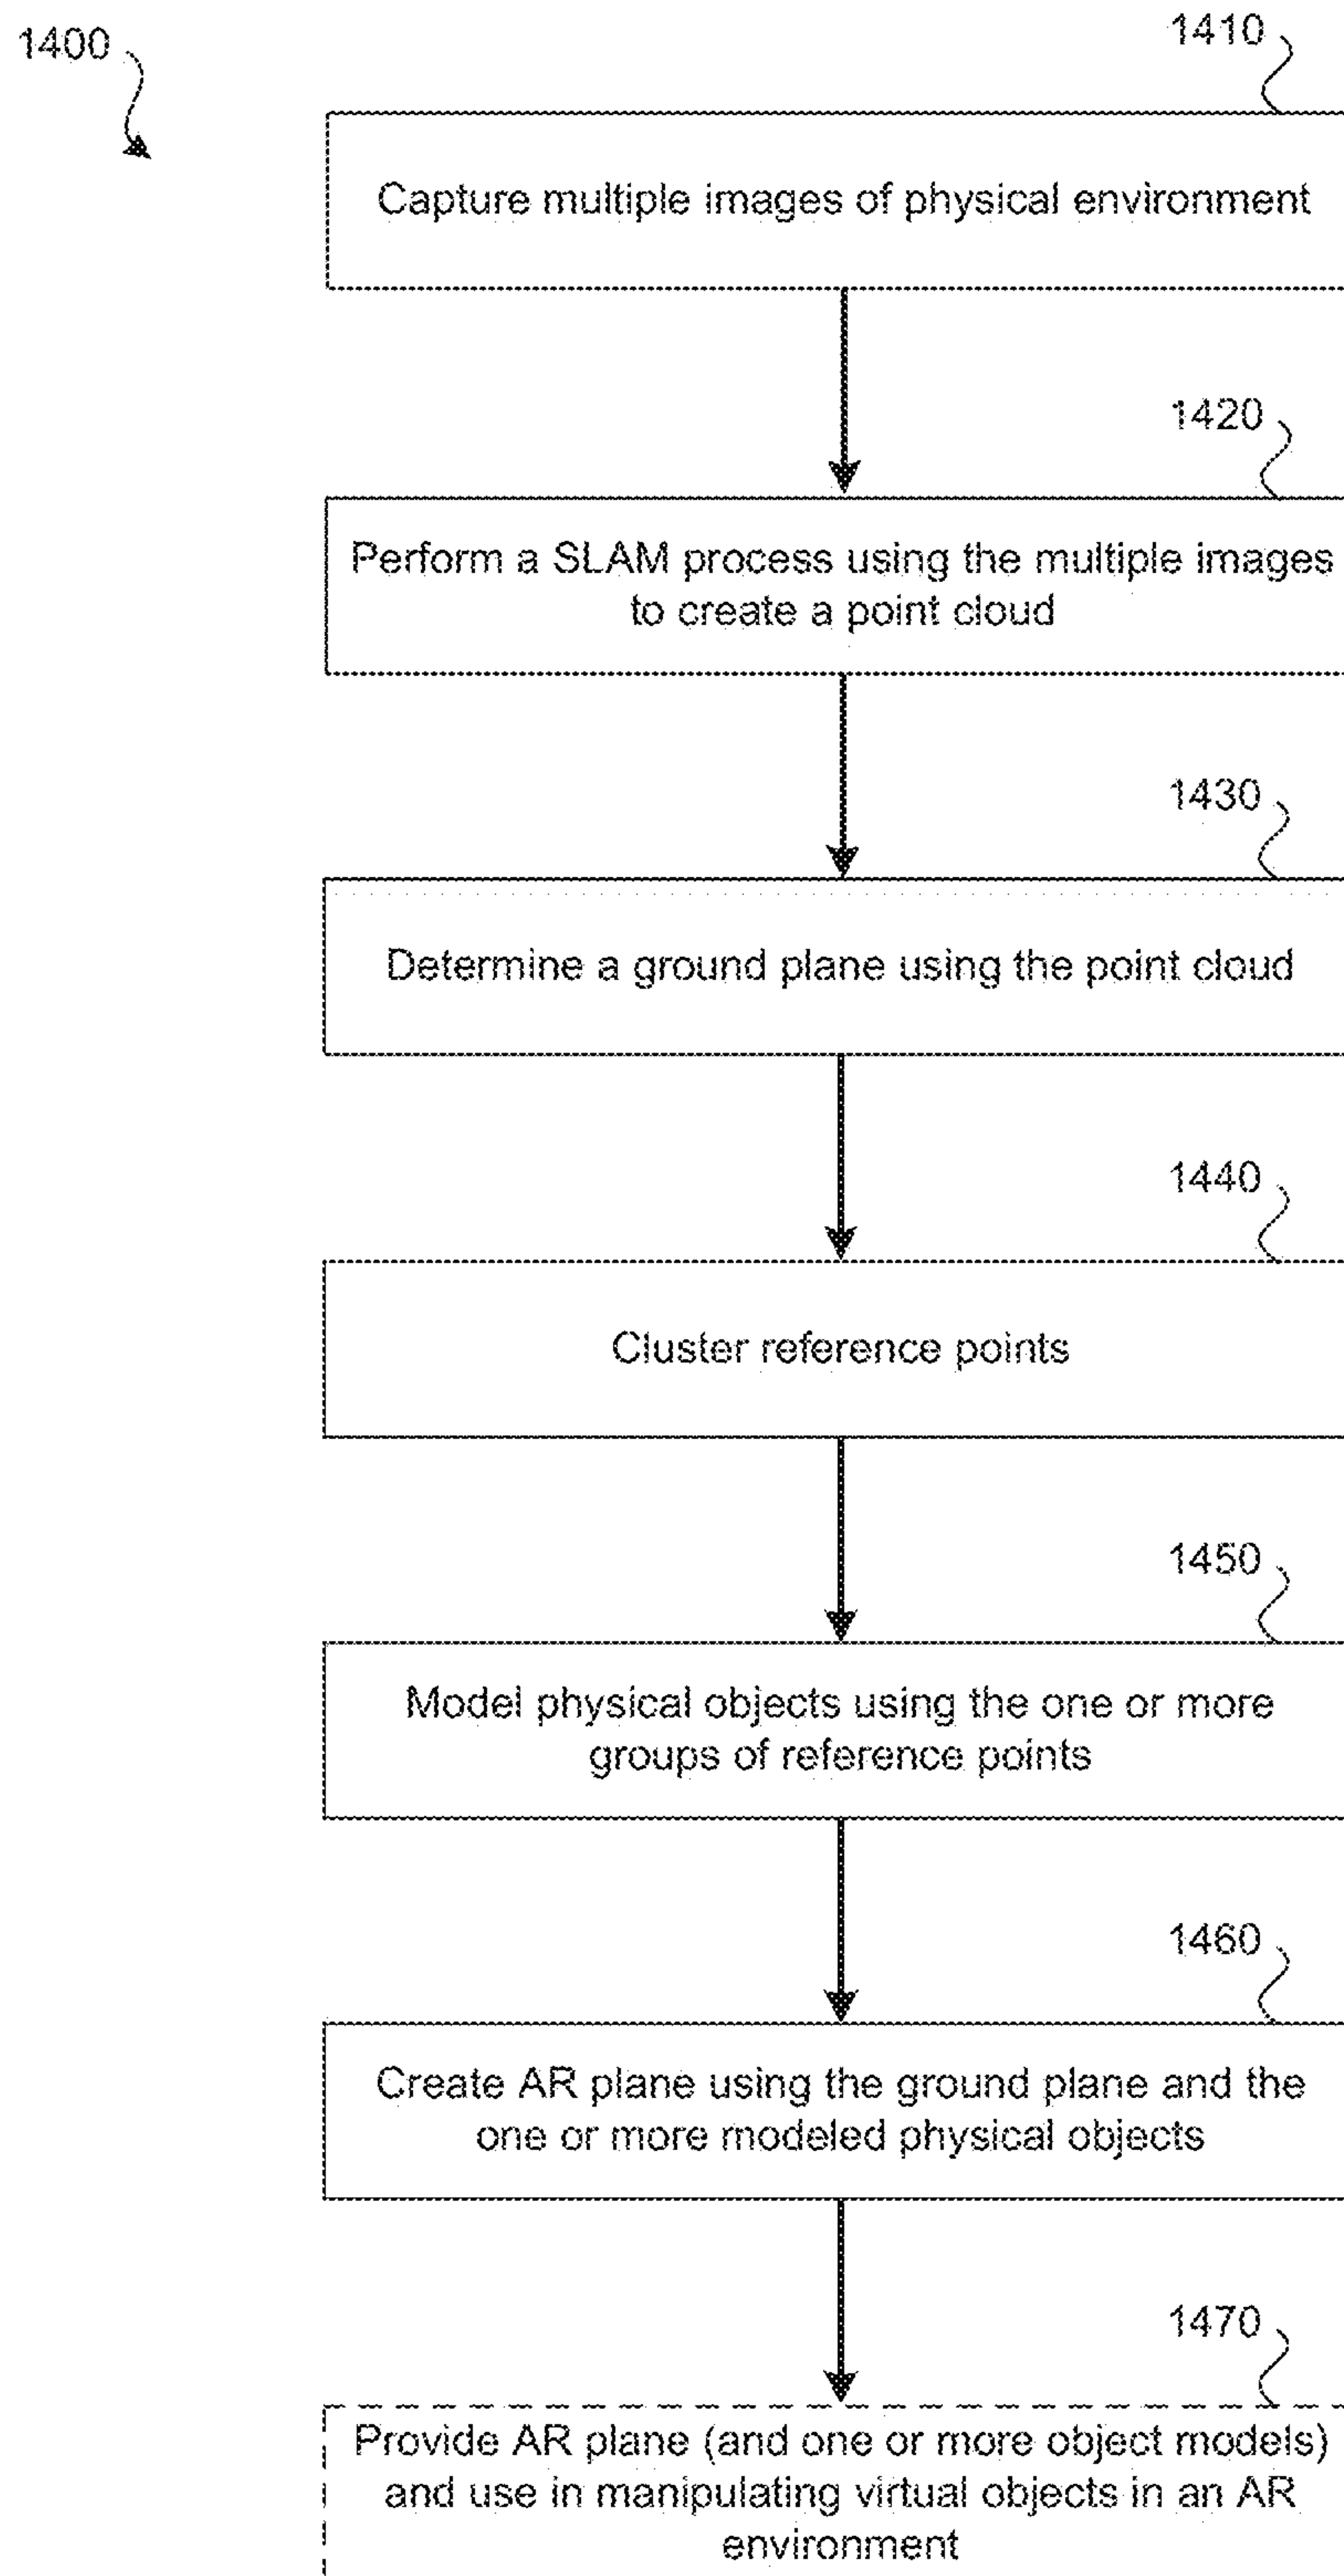 1400
1410
Capture multiple images of physical environment
1420
Perform a SLAM process using the multiple images
to create a point cloud
1430
Determine a ground plane using the point cloud
1440
Cluster reference points
1450
Model physical objects using the one or more
groups of reference points
1460
Create AR plane using the ground plane and the
one or more modeled physical objects
1470
Provide AR plane (and one or more object models)
and use in manipulating virtual objects in an AR
environment